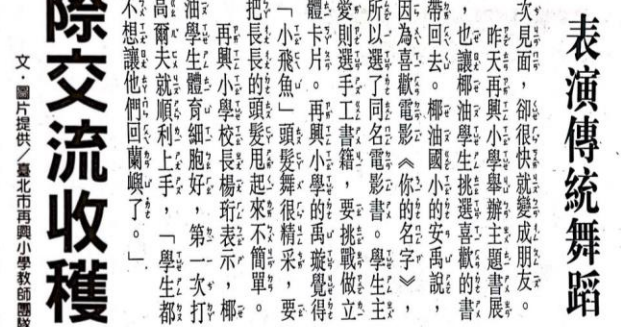 表演傳統舞蹈
次見面，卻很快就變成朋友。
昨天再興小學舉辦主題書展
，也讓椰油學生挑選喜歡的書
帶回去。椰油國小的安禹說，
因為喜歡電影《你的名字》，
所以選了同名電影書。學生主
愛則選手工書籍，要挑戰做立
體卡片。再興小學的禹璇覺得
「小飛魚」頭髮舞很精采，要
把長長的頭髮甩起來不簡單。
再興小學校長楊珩表示，椰
油學生體育細胞好，第一次打
高爾夫就順利上手，「學生都
不想讓他們回蘭嶼了。」
際交流收穫
文・圖片提供／臺北市再興小學教師團隊